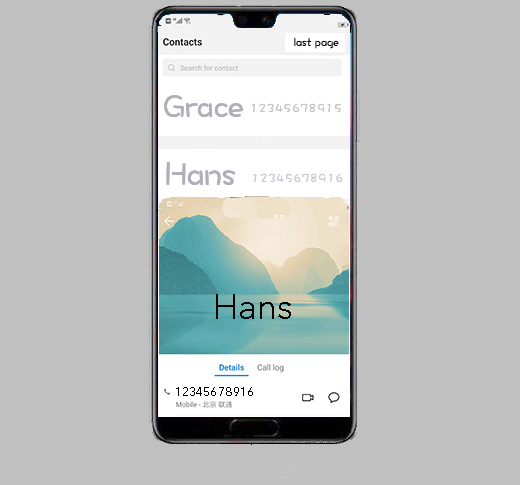 Contacts
last page
Search for contact
Grace 12345678915
Hans 12345678916
Hans
Details Call log
12345678916
Mobile - 北京 联通